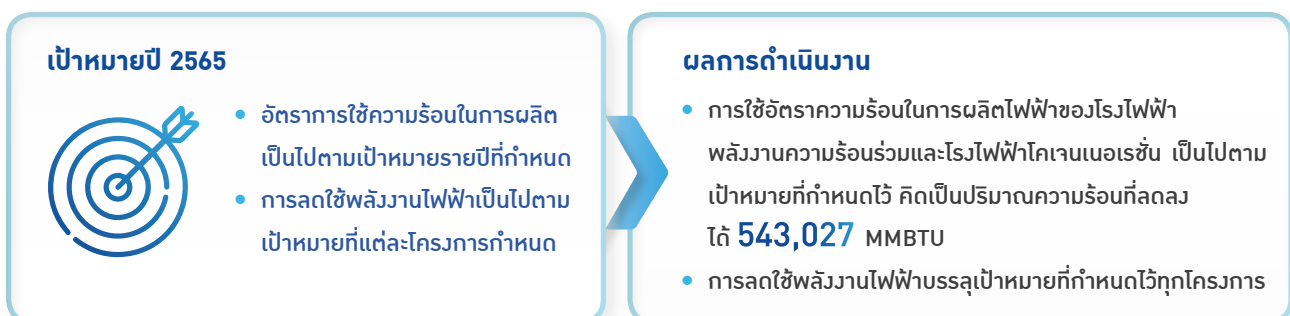 เป้าหมายปี 2565
อัตราการใช้ความร้อนในการผลิต
เป็นไปตามเป้าหมายรายปีที่กำหนด
การลดใช้พลังงานไฟฟ้าเป็นไปตาม
เป้าหมายที่แต่ละโครงการกำหนด
ผลการดำเนินงาน
การใช้อัตราความร้อนในการผลิตไฟฟ้าของโรงไฟฟ้า
พลังงานความร้อนร่วมและโรงไฟฟ้าโคเจนเนอเรชั่น เป็นไปตาม
เป้าหมายที่กำหนดไว้ คิดเป็นปริมาณความร้อนที่ลดลง
ได้ 543,027 MMBTU
การลดใช้พลังงานไฟฟ้าบรรลุเป้าหมายที่กำหนดไว้ทุกโครงการ